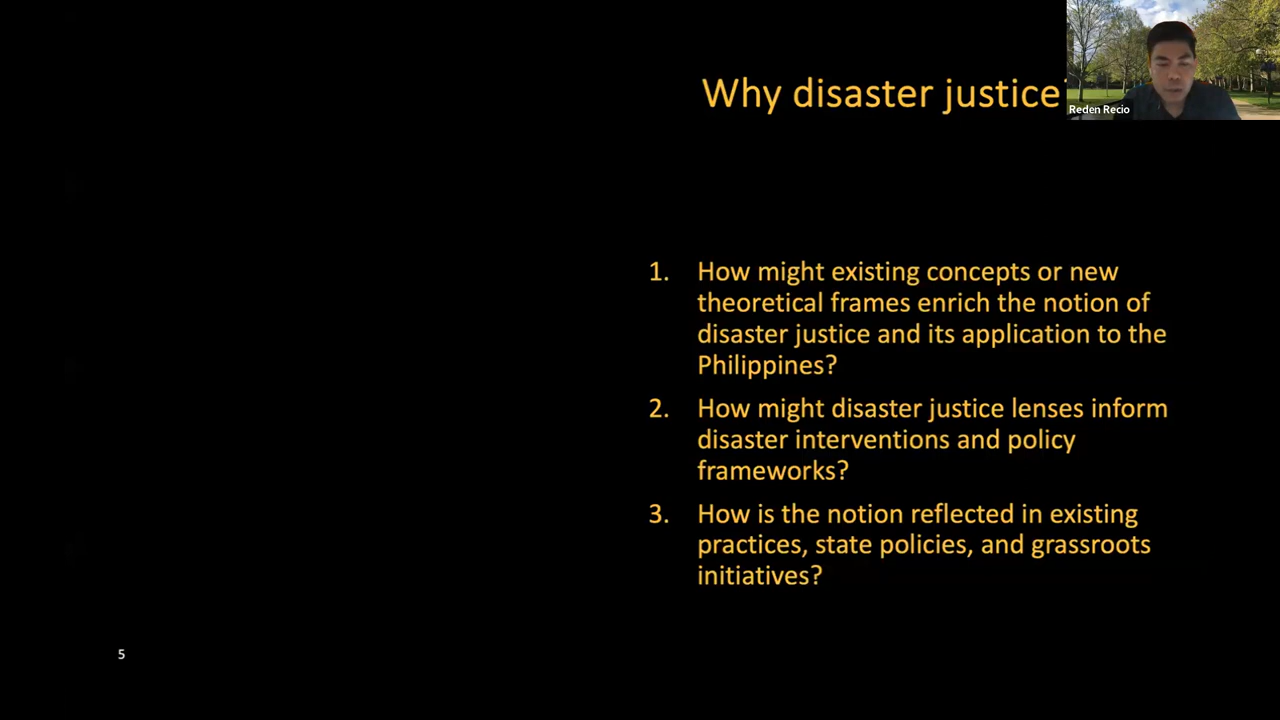 Why disaster justice
Reden Recio
1. How might existing concepts or new
theoretical frames enrich the notion of
disaster justice and its application to the
Philippines?
2. How might disaster justice lenses inform
disaster interventions and policy
frameworks?
3. How is the notion reflected in existing
practices, state policies, and grassroots
initiatives?
5